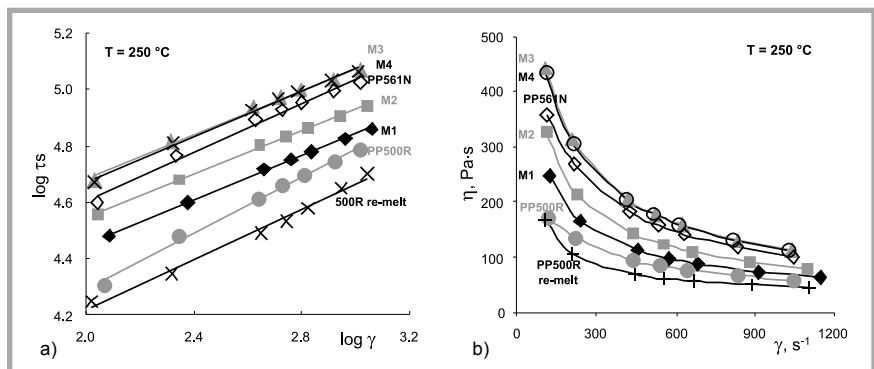 5.2
T = 250 °C
M3
M4
PP561N
5.0
M2
4.8
M1
PP500R
4.6
500R re-melt
4.4
4.2
2.0
2.4
2.8
3.2
log τs
log γ
a)
500
T = 250 °C
M3
M4
400
PP561N
M2
300
M1
200
PP500R
100
PP500R
re-melt
0
0
300
600
900
1200
η, Pa·s
γ, s-1
b)